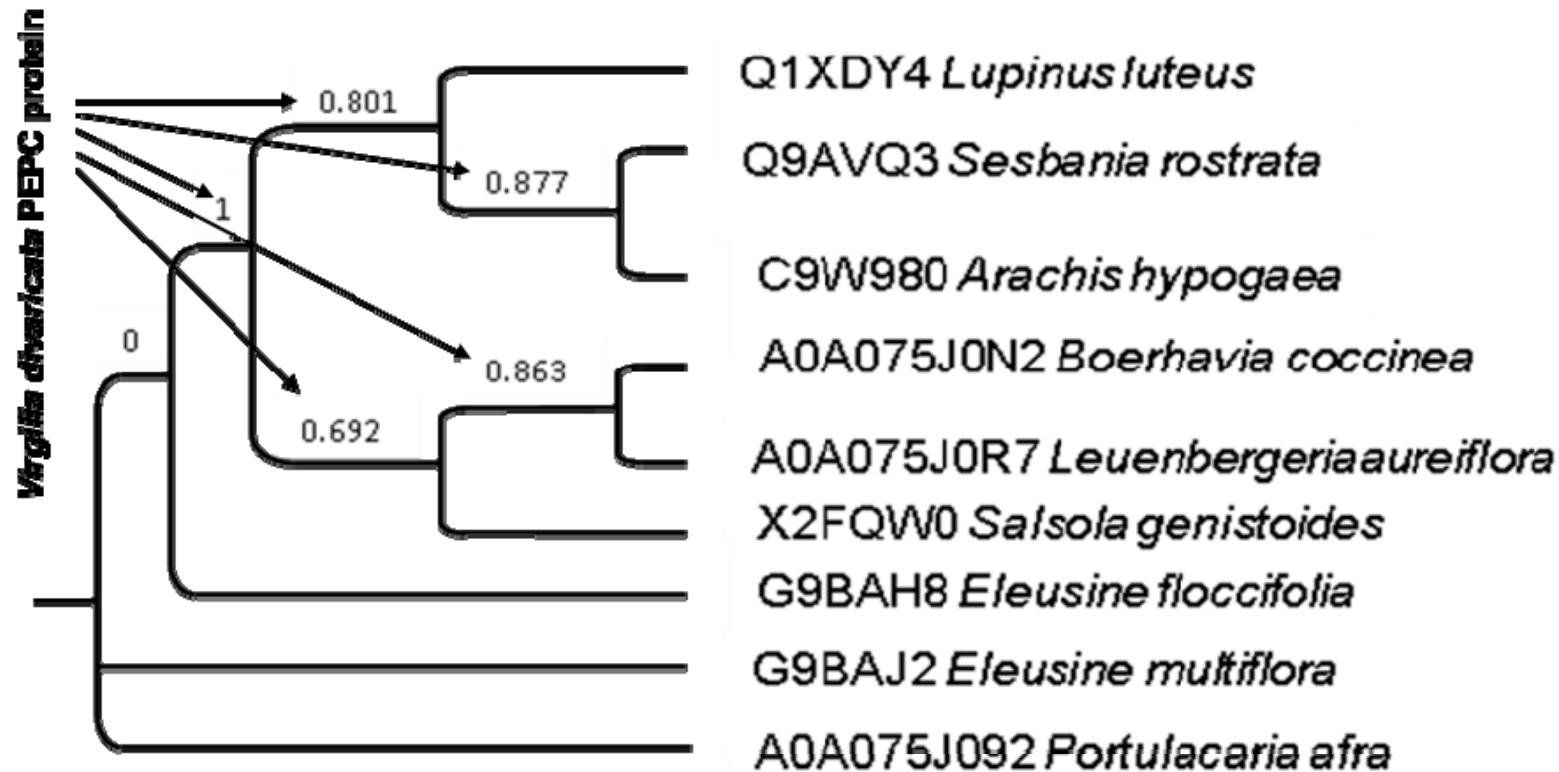 Virgilia divaricata PEPC protein
0.801
Q1XDY4 Lupinus luteus
Q9AVQ3 Sesbania rostrata
0.877
1
C9W980 Arachis hypogaea
0
A0A075J0N2 Boerhavia coccinea
0.863
0.692
A0A075J0R7 Leuenbergeria aureiflora
X2FQW0 Salsola genistoides
G9BAH8 Eleusine floccifolia
G9BAJ2 Eleusine multiflora
A0A075J092 Portulacaria afra